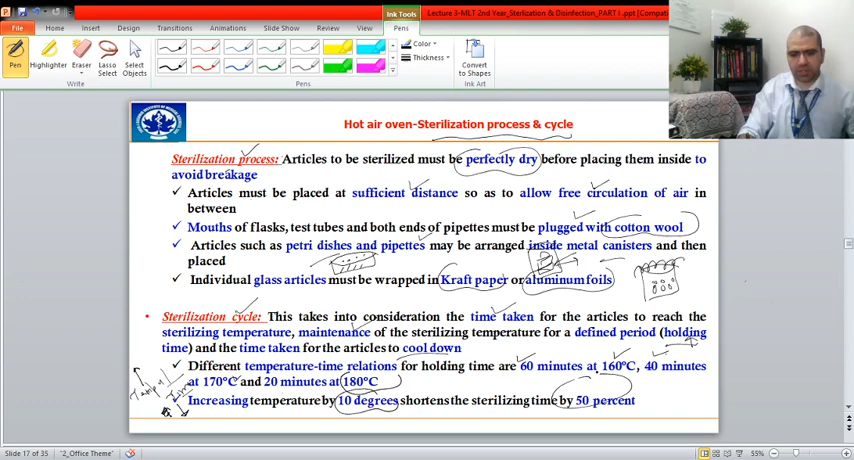 Ink Tools
Lecture 3-MLT 2nd Year_Sterlization & Disinfection_PART I .ppt [Compati
File
Home
Insert
Design
Transitions
Animations
Slide Show
Review
View
Pens
Pen
Highlighter
Eraser
Lasso Select
Select Objects
Color
Thickness
Convert to Shapes
Write
Pens
Ink Art
Hot air oven-Sterilization process & cycle
Sterilization process: Articles to be sterilized must be perfectly dry before placing them inside to
avoid breakage
✓ Articles must be placed at sufficient distance so as to allow free circulation of air in
between
✓ Mouths of flasks, test tubes and both ends of pipettes must be plugged with cotton wool
✓ Articles such as petri dishes and pipettes may be arranged inside metal canisters and then
placed
✓ Individual glass articles must be wrapped in Kraft paper or aluminum foils
• Sterilization cycle: This takes into consideration the time taken for the articles to reach the
sterilizing temperature, maintenance of the sterilizing temperature for a defined period (holding
time) and the time taken for the articles to cool down
✓ Different temperature-time relations for holding time are 60 minutes at 160°C, 40 minutes
at 170°C and 20 minutes at 180°C
✓ Increasing temperature by 10 degrees shortens the sterilizing time by 50 percent
Time
Slide 17 of 35
"2_Office Theme"
55%